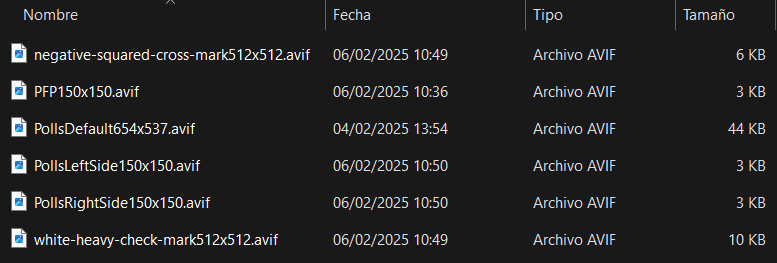 Nombre Fecha Tipo Tamaño
negative-squared-cross-mark512x512.avif 06/02/2025 10:49 Archivo AVIF 6 KB
PFP150x150.avif 06/02/2025 10:36 Archivo AVIF 3 KB
PollsDefault654x537.avif 04/02/2025 13:54 Archivo AVIF 44 KB
PollsLeftSide150x150.avif 06/02/2025 10:50 Archivo AVIF 3 KB
PollsRightSide150x150.avif 06/02/2025 10:50 Archivo AVIF 3 KB
white-heavy-check-mark512x512.avif 06/02/2025 10:49 Archivo AVIF 10 KB